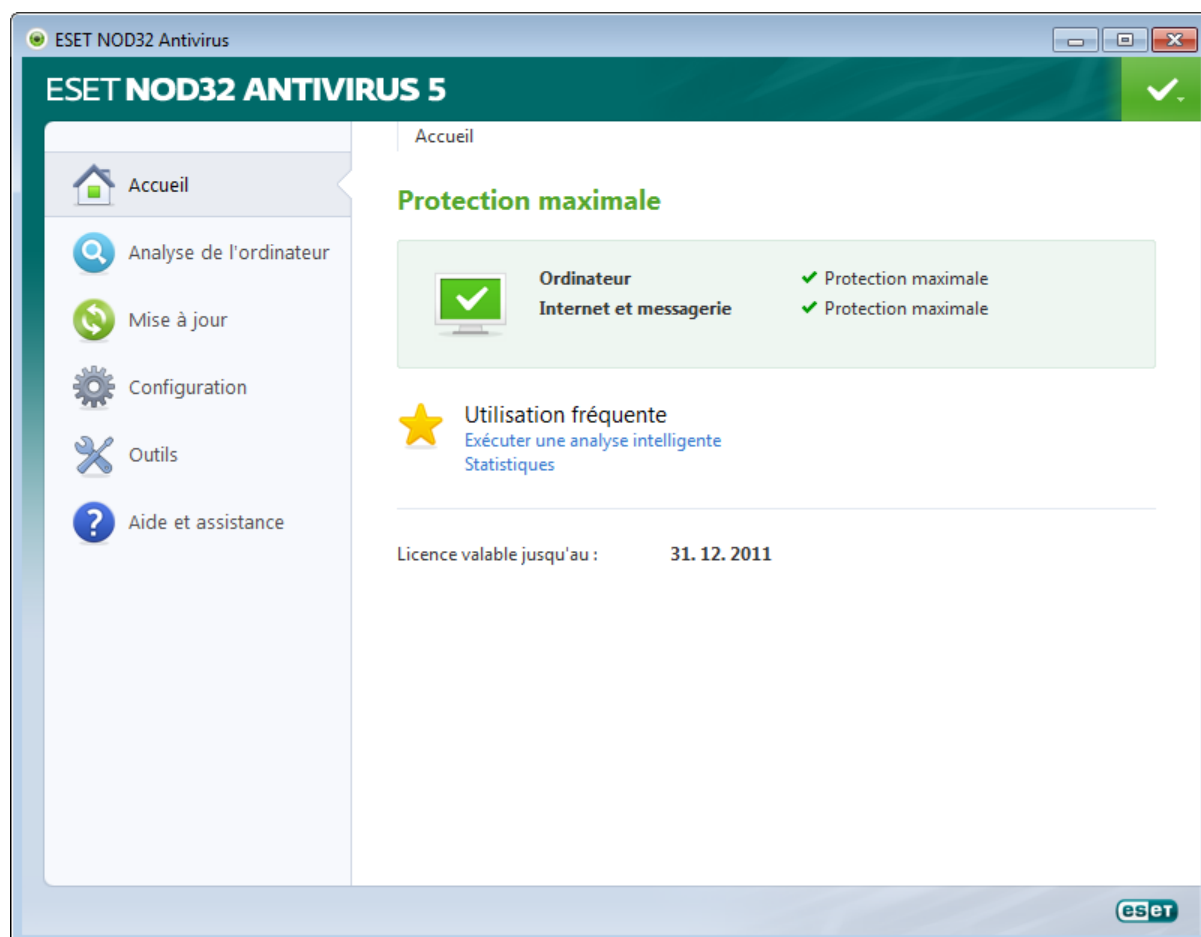 ESET NOD32 Antivirus
ESET NOD32 ANTIVIRUS 5
Accueil
Analyse de l'ordinateur
Mise à jour
Configuration
Outils
Aide et assistance
Accueil
Protection maximale
Ordinateur ✔ Protection maximale
Internet et messagerie ✔ Protection maximale
Utilisation fréquente
Exécuter une analyse intelligente
Statistiques
Licence valable jusqu'au : 31. 12. 2011
eseT